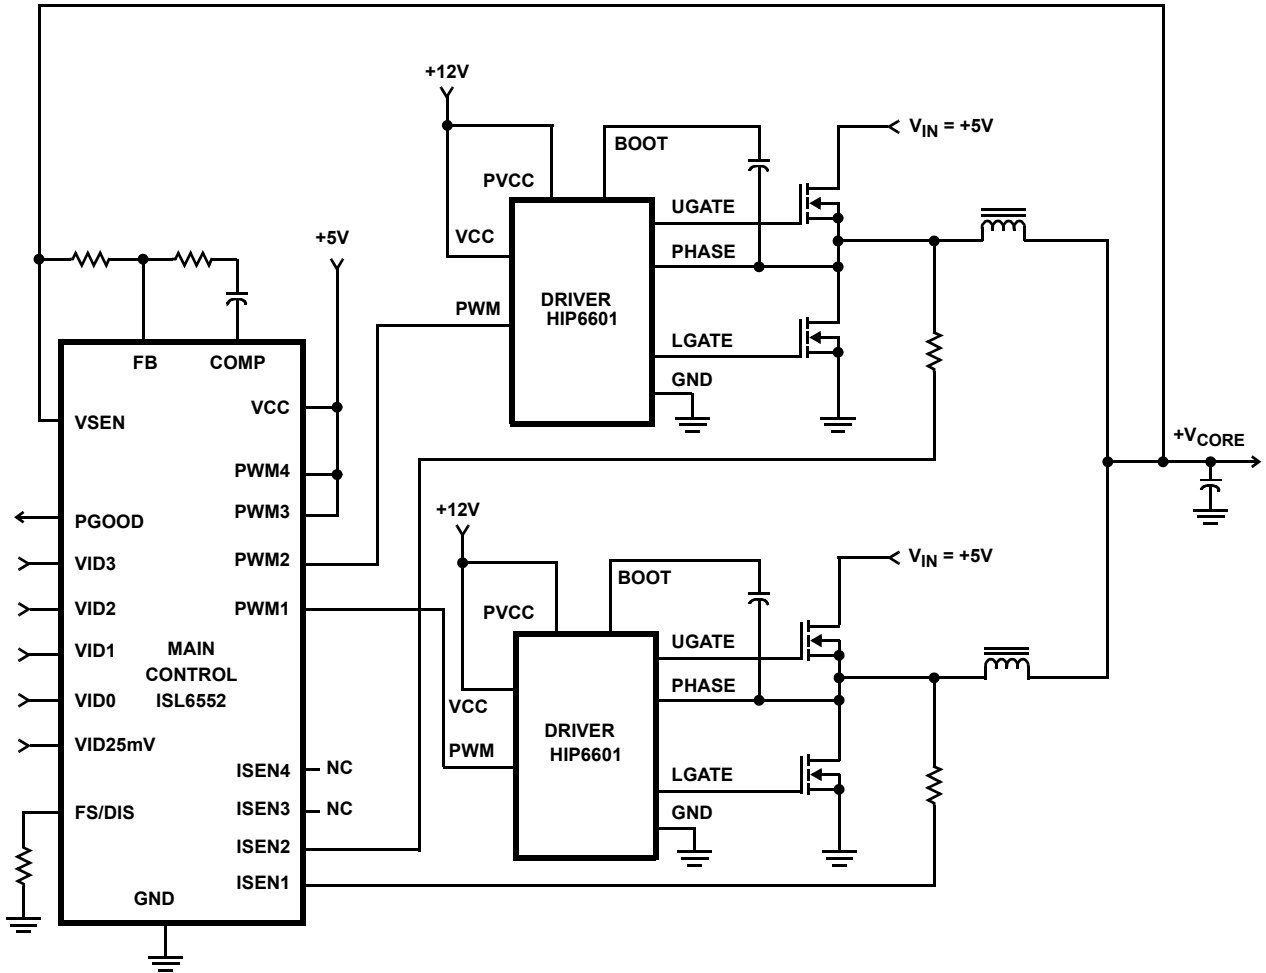 +12V
V_IN = +5V
BOOT
PVCC
UGATE
VCC
PHASE
+5V
DRIVER
HIP6601
PWM
LGATE
GND
FB
COMP
VCC
VSEN
+V_CORE
PWM4
PWM3
PGOOD
+12V
VID3
PWM2
V_IN = +5V
BOOT
VID2
PWM1
PVCC
UGATE
VID1
MAIN
CONTROL
ISL6552
PHASE
VID0
VCC
DRIVER
HIP6601
VID25mV
PWM
ISEN4
NC
LGATE
FS/DIS
ISEN3
NC
GND
ISEN2
ISEN1
GND